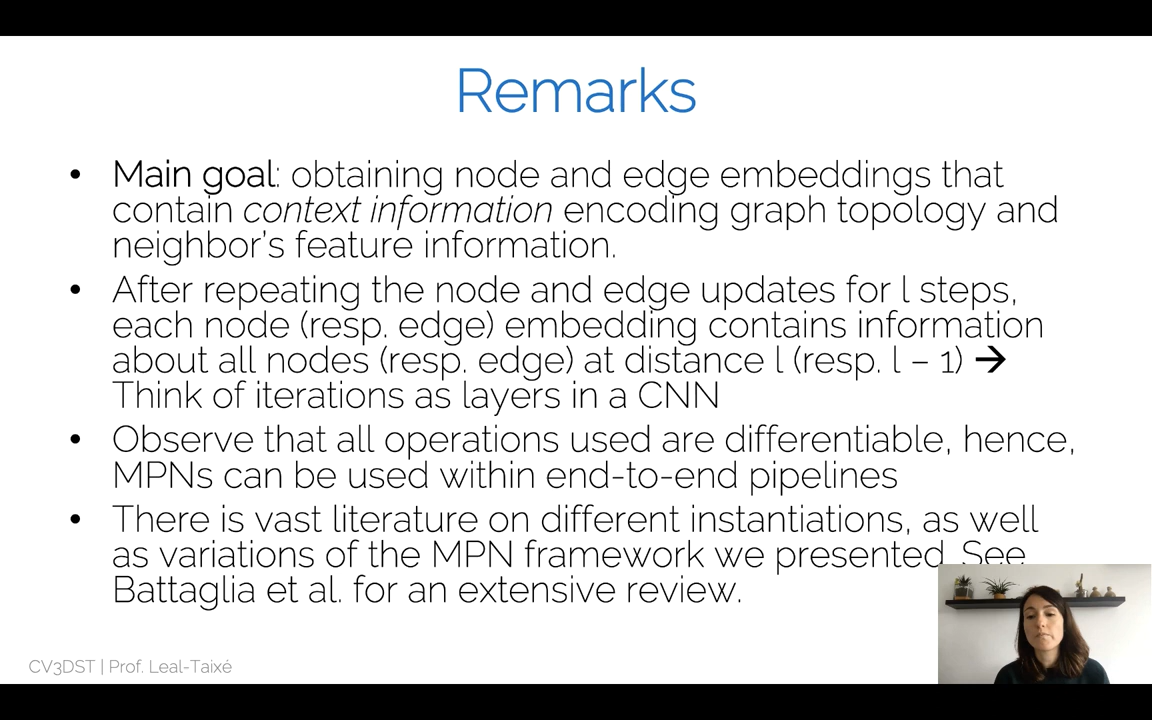 Remarks
• Main goal: obtaining node and edge embeddings that
contain context information encoding graph topology and
neighbor's feature information.
• After repeating the node and edge updates for l steps,
each node (resp. edge) embedding contains information
about all nodes (resp. edge) at distance l (resp. l – 1) →
Think of iterations as layers in a CNN
• Observe that all operations used are differentiable, hence,
MPNs can be used within end-to-end pipelines
• There is vast literature on different instantiations, as well
as variations of the MPN framework we presented. See
Battaglia et al. for an extensive review.
CV3DST | Prof. Leal-Taixé